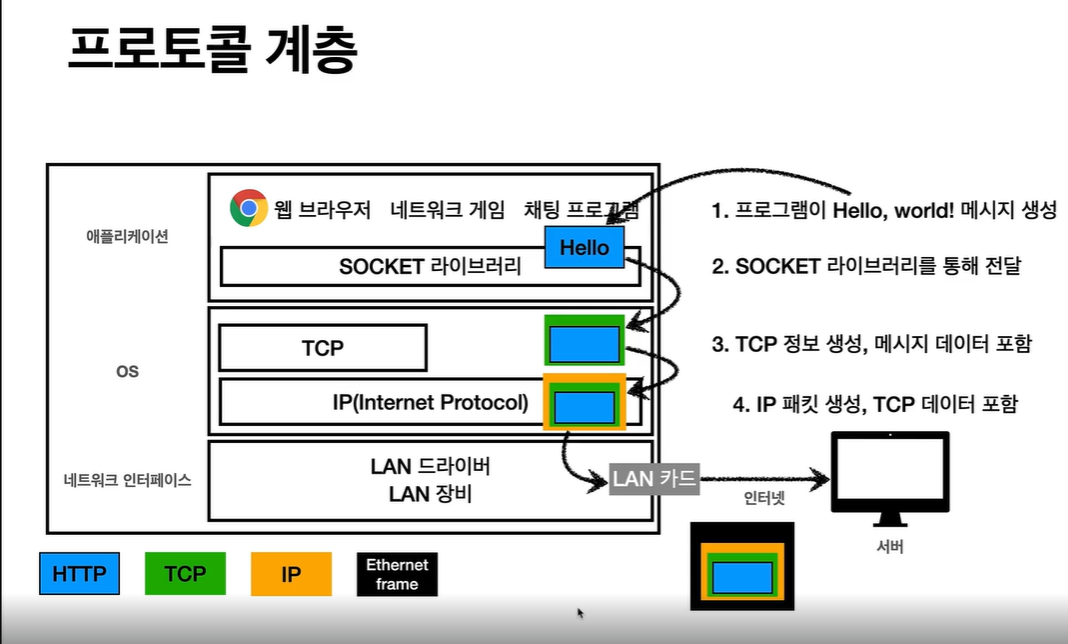 프로토콜 계층
애플리케이션
웹 브라우저 네트워크 게임 채팅 프로그램
Hello
SOCKET 라이브러리
1. 프로그램이 Hello, world! 메시지 생성
2. SOCKET 라이브러리를 통해 전달
OS
TCP
IP(Internet Protocol)
3. TCP 정보 생성, 메시지 데이터 포함
4. IP 패킷 생성, TCP 데이터 포함
네트워크 인터페이스
LAN 드라이버
LAN 장비
LAN 카드
인터넷
서버
HTTP
TCP
IP
Ethernet
frame